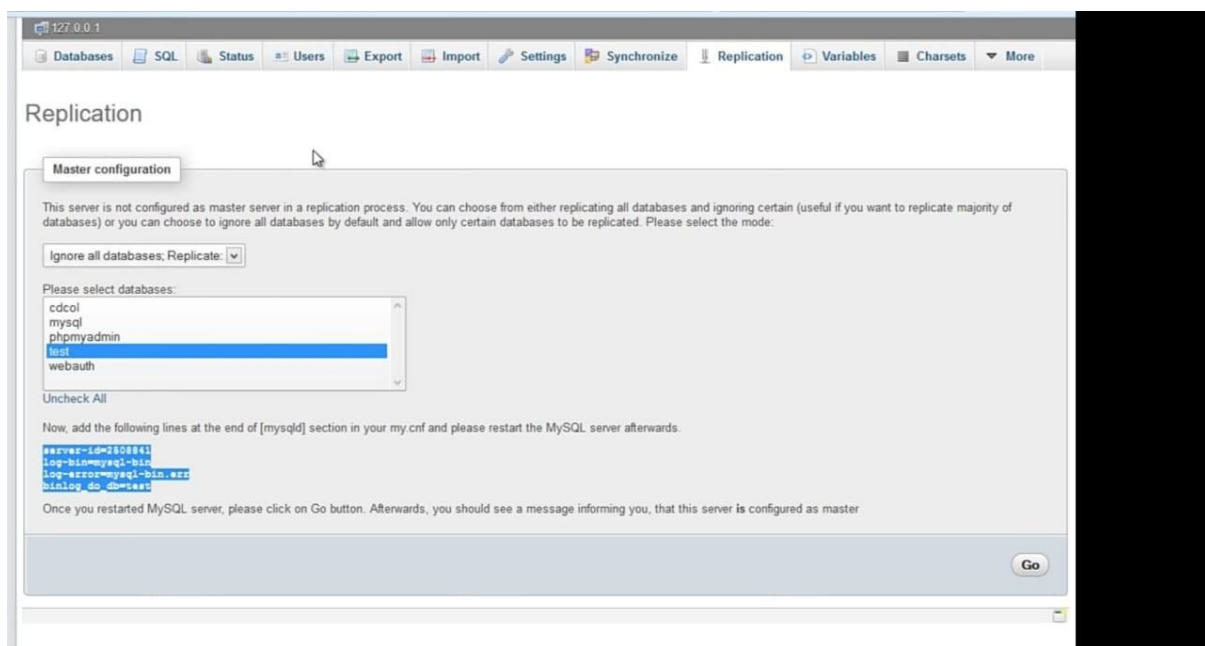 127.0.0.1
Databases SQL Status Users Export Import Settings Synchronize Replication Variables Charsets More
Replication
Master configuration
This server is not configured as master server in a replication process. You can choose from either replicating all databases and ignoring certain (useful if you want to replicate majority of
databases) or you can choose to ignore all databases by default and allow only certain databases to be replicated. Please select the mode:
Ignore all databases; Replicate:
Please select databases:
cdcol
mysql
phpmyadmin
test
webauth
Uncheck All
Now, add the following lines at the end of [mysqld] section in your my.cnf and please restart the MySQL server afterwards.
server-id=2808841
log-bin=mysql-bin
log-error=mysql-bin.err
binlog_do_db=test
Once you restarted MySQL server, please click on Go button. Afterwards, you should see a message informing you, that this server is configured as master
Go